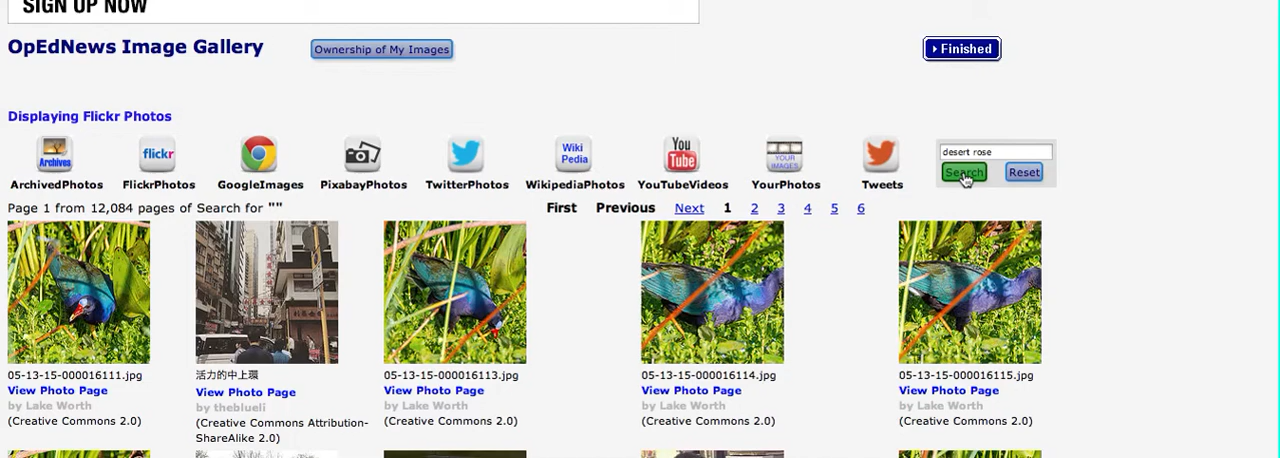 SIGN UP NOW
OpEdNews Image Gallery
Ownership of My Images
Finished
Displaying Flickr Photos
Archives
flickr
Wiki
Pedia
You
Tube
YOUR
IMAGES
desert rose
ArchivedPhotos FlickrPhotos GoogleImages PixabayPhotos TwitterPhotos WikipediaPhotos YouTubeVideos YourPhotos Tweets
Search Reset
Page 1 from 12,084 pages of Search for ""
First Previous Next 1 2 3 4 5 6
05-13-15-000016111.jpg
View Photo Page
by Lake Worth
(Creative Commons 2.0)
活力的中上環
View Photo Page
by theblueli
(Creative Commons Attribution-
ShareAlike 2.0)
05-13-15-000016113.jpg
View Photo Page
by Lake Worth
(Creative Commons 2.0)
05-13-15-000016114.jpg
View Photo Page
by Lake Worth
(Creative Commons 2.0)
05-13-15-000016115.jpg
View Photo Page
by Lake Worth
(Creative Commons 2.0)